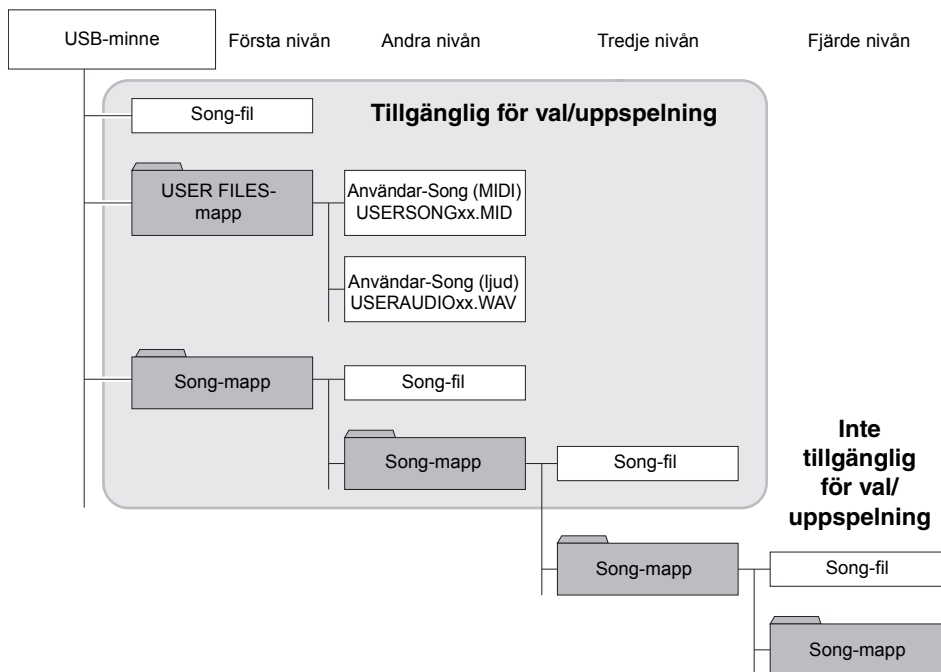 USB-minne
Första nivån
Andra nivån
Tredje nivån
Fjärde nivån
Song-fil
Tillgänglig för val/uppspelning
USER FILES-
mapp
Användar-Song (MIDI)
USERSONGxx.MID
Användar-Song (ljud)
USERAUDIOxx.WAV
Song-mapp
Song-fil
Song-mapp
Song-fil
Inte
tillgänglig
för val/
uppspelning
Song-mapp
Song-fil
Song-mapp